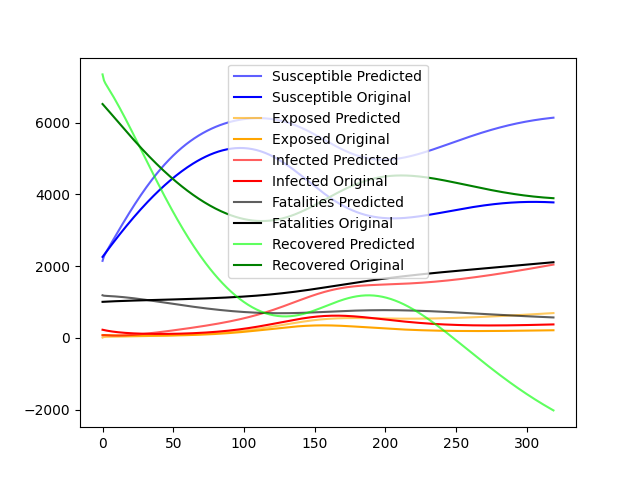 Susceptible Predicted
Susceptible Original
Exposed Predicted
Exposed Original
Infected Predicted
Infected Original
Fatalities Predicted
Fatalities Original
Recovered Predicted
Recovered Original
6000
4000
2000
0
−2000
0 50 100 150 200 250 300